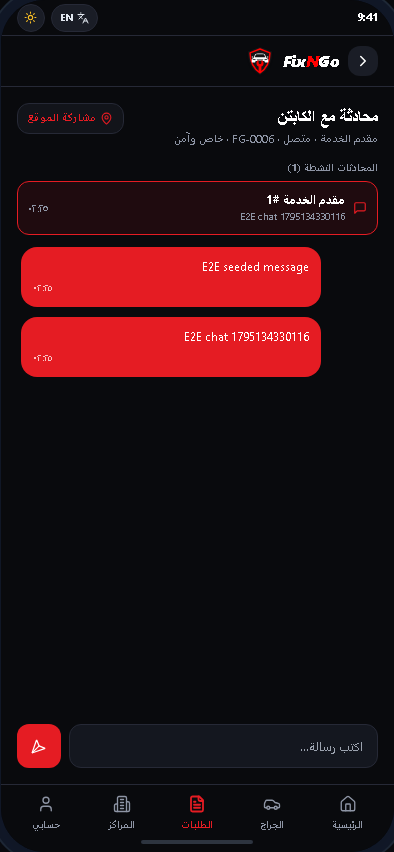 9:41
EN
FixNGo
محادثة مع الكابتن
مشاركة الموقع
مقدم الخدمة · متصل · FG-0006 · خاص وآمن
المحادثات النشطة (1)
مقدم الخدمة #1
E2E chat 1795134330116
٠٢:٢٥
E2E seeded message
٠٢:٢٥
E2E chat 1795134330116
٠٢:٢٥
اكتب رسالة...
الرئيسية
الجراج
الطلبات
المراكز
حسابي